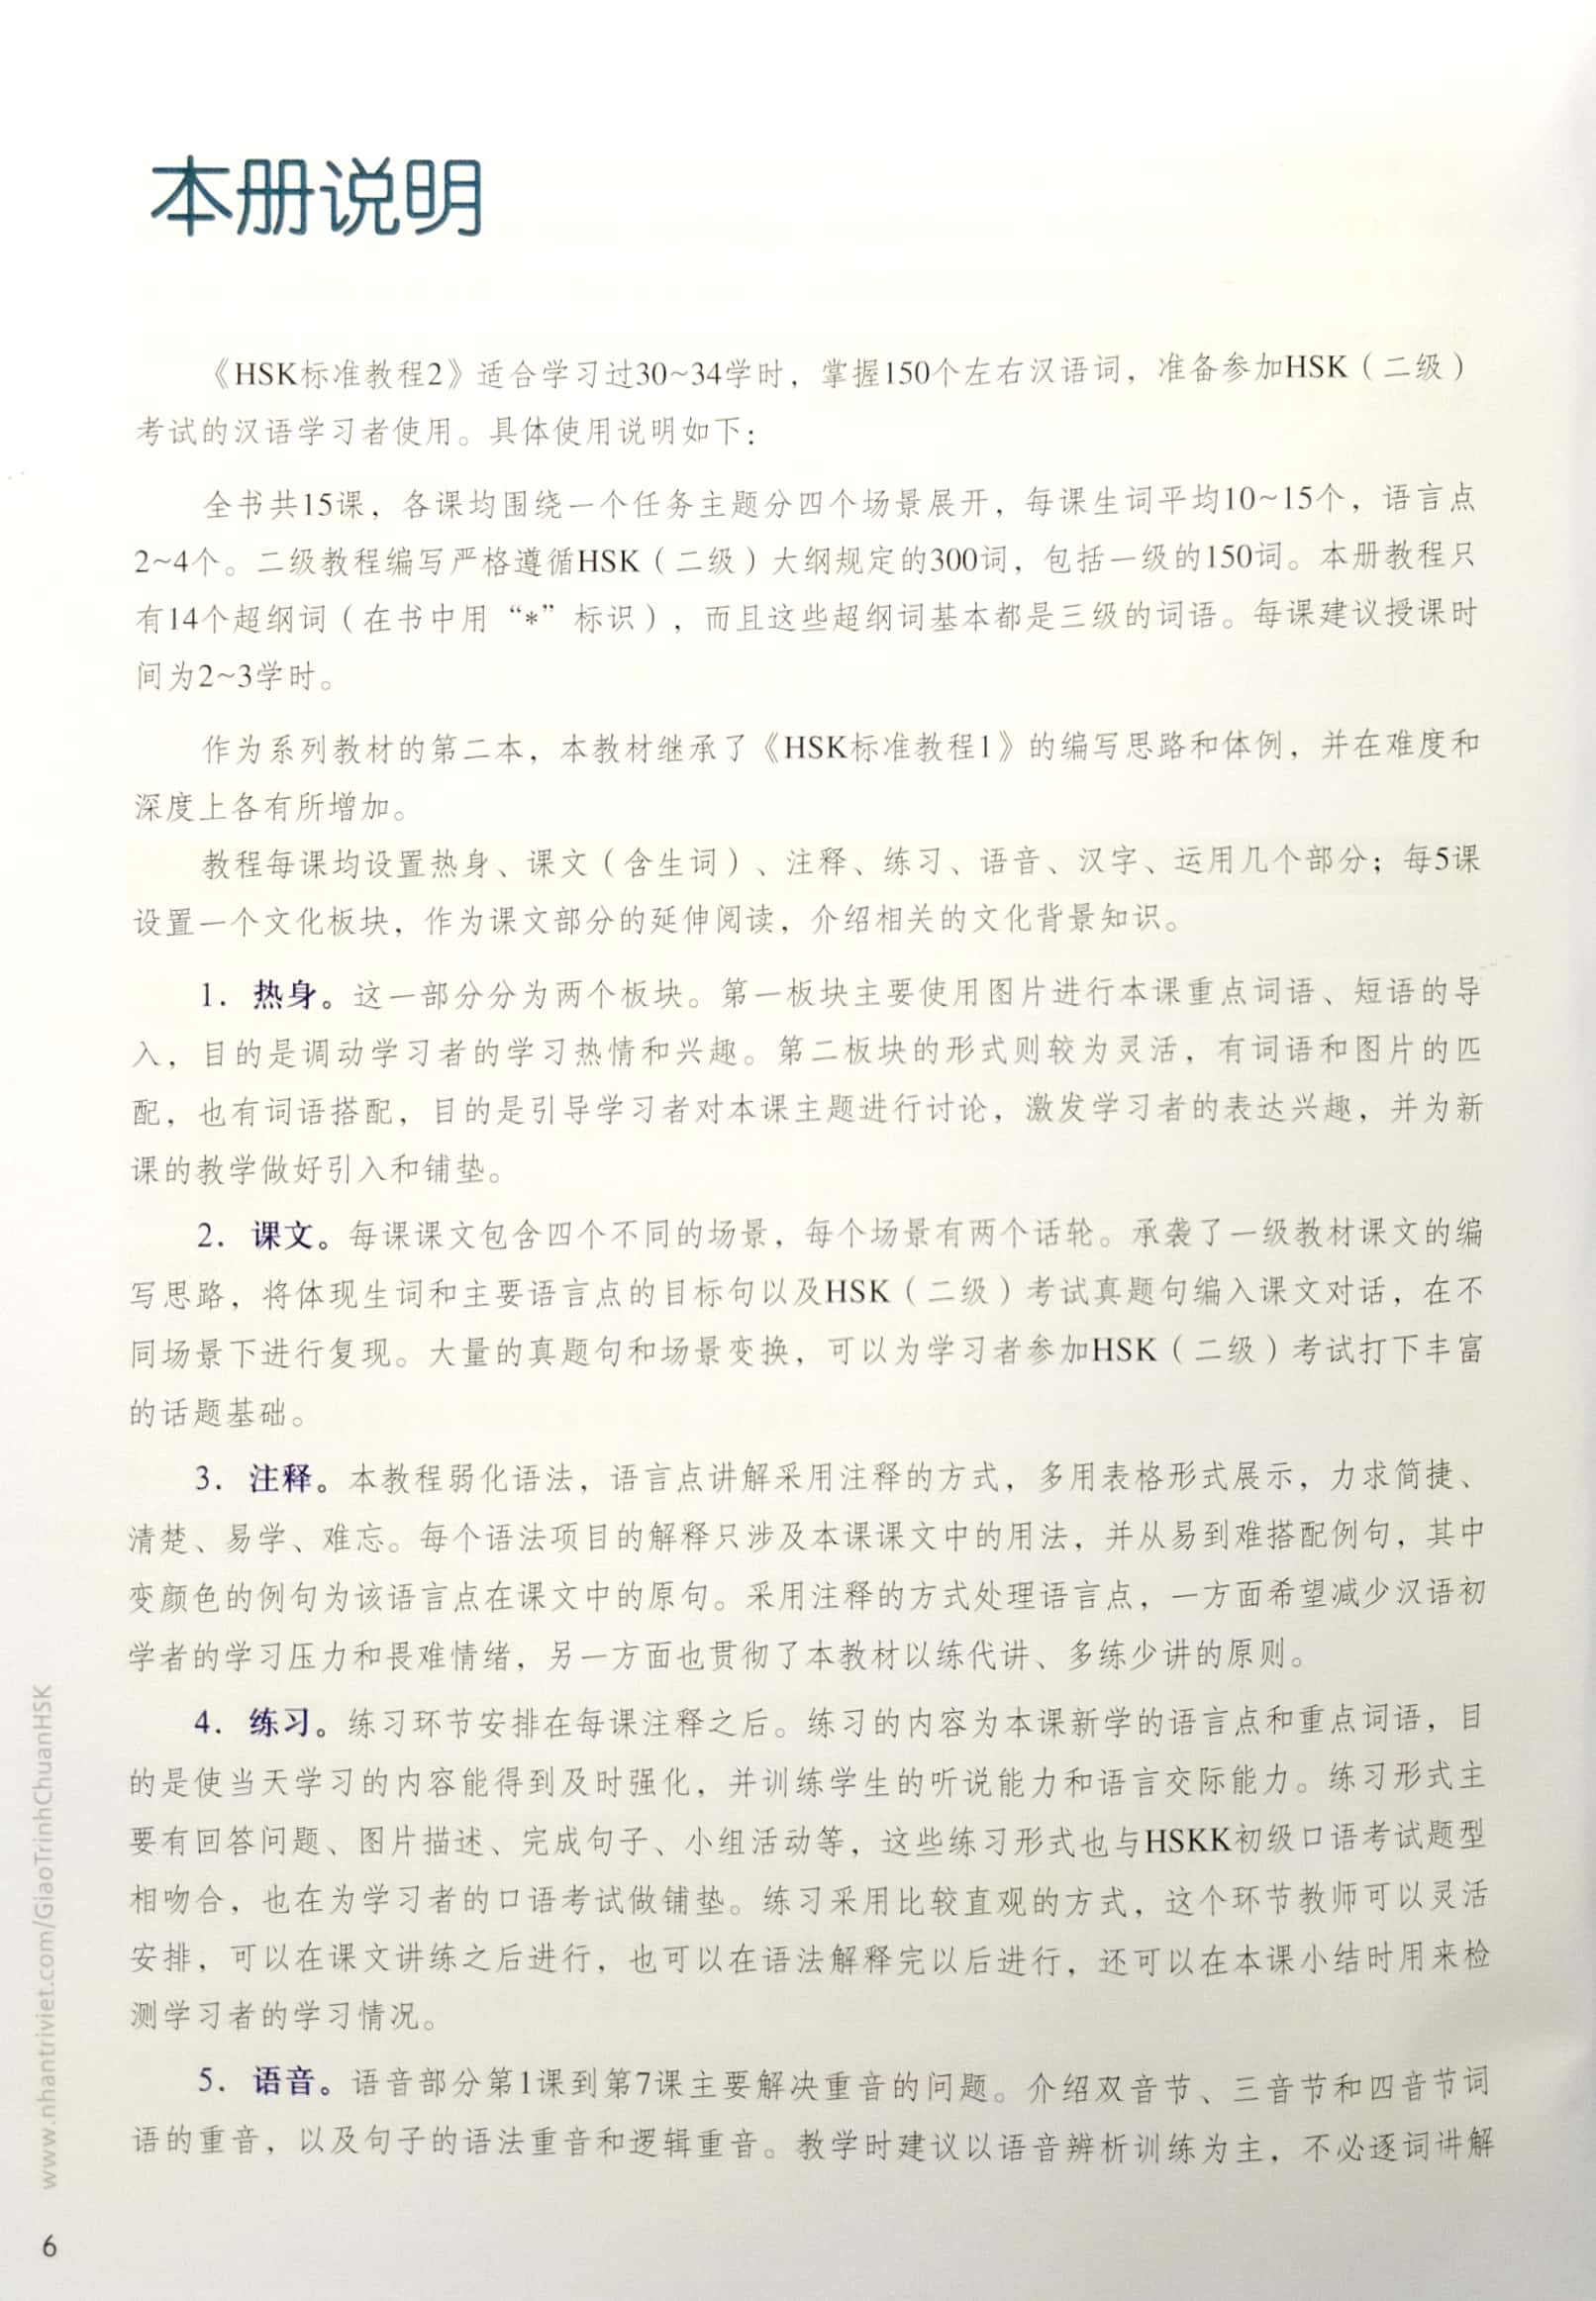 本册说明
《HSK标准教程2》适合学习过30~34学时，掌握150个左右汉语词，准备参加HSK（二级）
考试的汉语学习者使用。具体使用说明如下：
全书共15课，各课均围绕一个任务主题分四个场景展开，每课生词平均10~15个，语言点
2~4个。二级教程编写严格遵循HSK（二级）大纲规定的300词，包括一级的150词。本册教程只
有14个超纲词（在书中用“*”标识），而且这些超纲词基本都是三级的词语。每课建议授课时
间为2~3学时。
作为系列教材的第二本，本教材继承了《HSK标准教程1》的编写思路和体例，并在难度和
深度上各有所增加。
教程每课均设置热身、课文（含生词）、注释、练习、语音、汉字、运用几个部分；每5课
设置一个文化板块，作为课文部分的延伸阅读，介绍相关的文化背景知识。
1. 热身。这一部分分为两个板块。第一板块主要使用图片进行本课重点词语、短语的导
入，目的是调动学习者的学习热情和兴趣。第二板块的形式则较为灵活，有词语和图片的匹
配，也有词语搭配，目的是引导学习者对本课主题进行讨论，激发学习者的表达兴趣，并为新
课的教学做好引入和铺垫。
2. 课文。每课课文包含四个不同的场景，每个场景有两个话轮。承袭了一级教材课文的编
写思路，将体现生词和主要语言点的目标句以及HSK（二级）考试真题句编入课文对话，在不
同场景下进行复现。大量的真题句和场景变换，可以为学习者参加HSK（二级）考试打下丰富
的话题基础。
3. 注释。本教程弱化语法，语言点讲解采用注释的方式，多用表格形式展示，力求简捷、
清楚、易学、难忘。每个语法项目的解释只涉及本课课文中的用法，并从易到难搭配例句，其中
变颜色的例句为该语言点在课文中的原句。采用注释的方式处理语言点，一方面希望减少汉语初
学者的学习压力和畏难情绪，另一方面也贯彻了本教材以练代讲、多练少讲的原则。
4. 练习。练习环节安排在每课注释之后。练习的内容为本课新学的语言点和重点词语，目
的是使当天学习的内容能得到及时强化，并训练学生的听说能力和语言交际能力。练习形式主
要有回答问题、图片描述、完成句子、小组活动等，这些练习形式也与HSKK初级口语考试题型
相吻合，也在为学习者的口语考试做铺垫。练习采用比较直观的方式，这个环节教师可以灵活
安排，可以在课文讲练之后进行，也可以在语法解释完以后进行，还可以在本课小结时用来检
测学习者的学习情况。
5. 语音。语音部分第1课到第7课主要解决重音的问题。介绍双音节、三音节和四音节词
语的重音，以及句子的语法重音和逻辑重音。教学时建议以语音辨析训练为主，不必逐词讲解
www.nhantriviet.com/GiaoTrinhChuanHSK
6